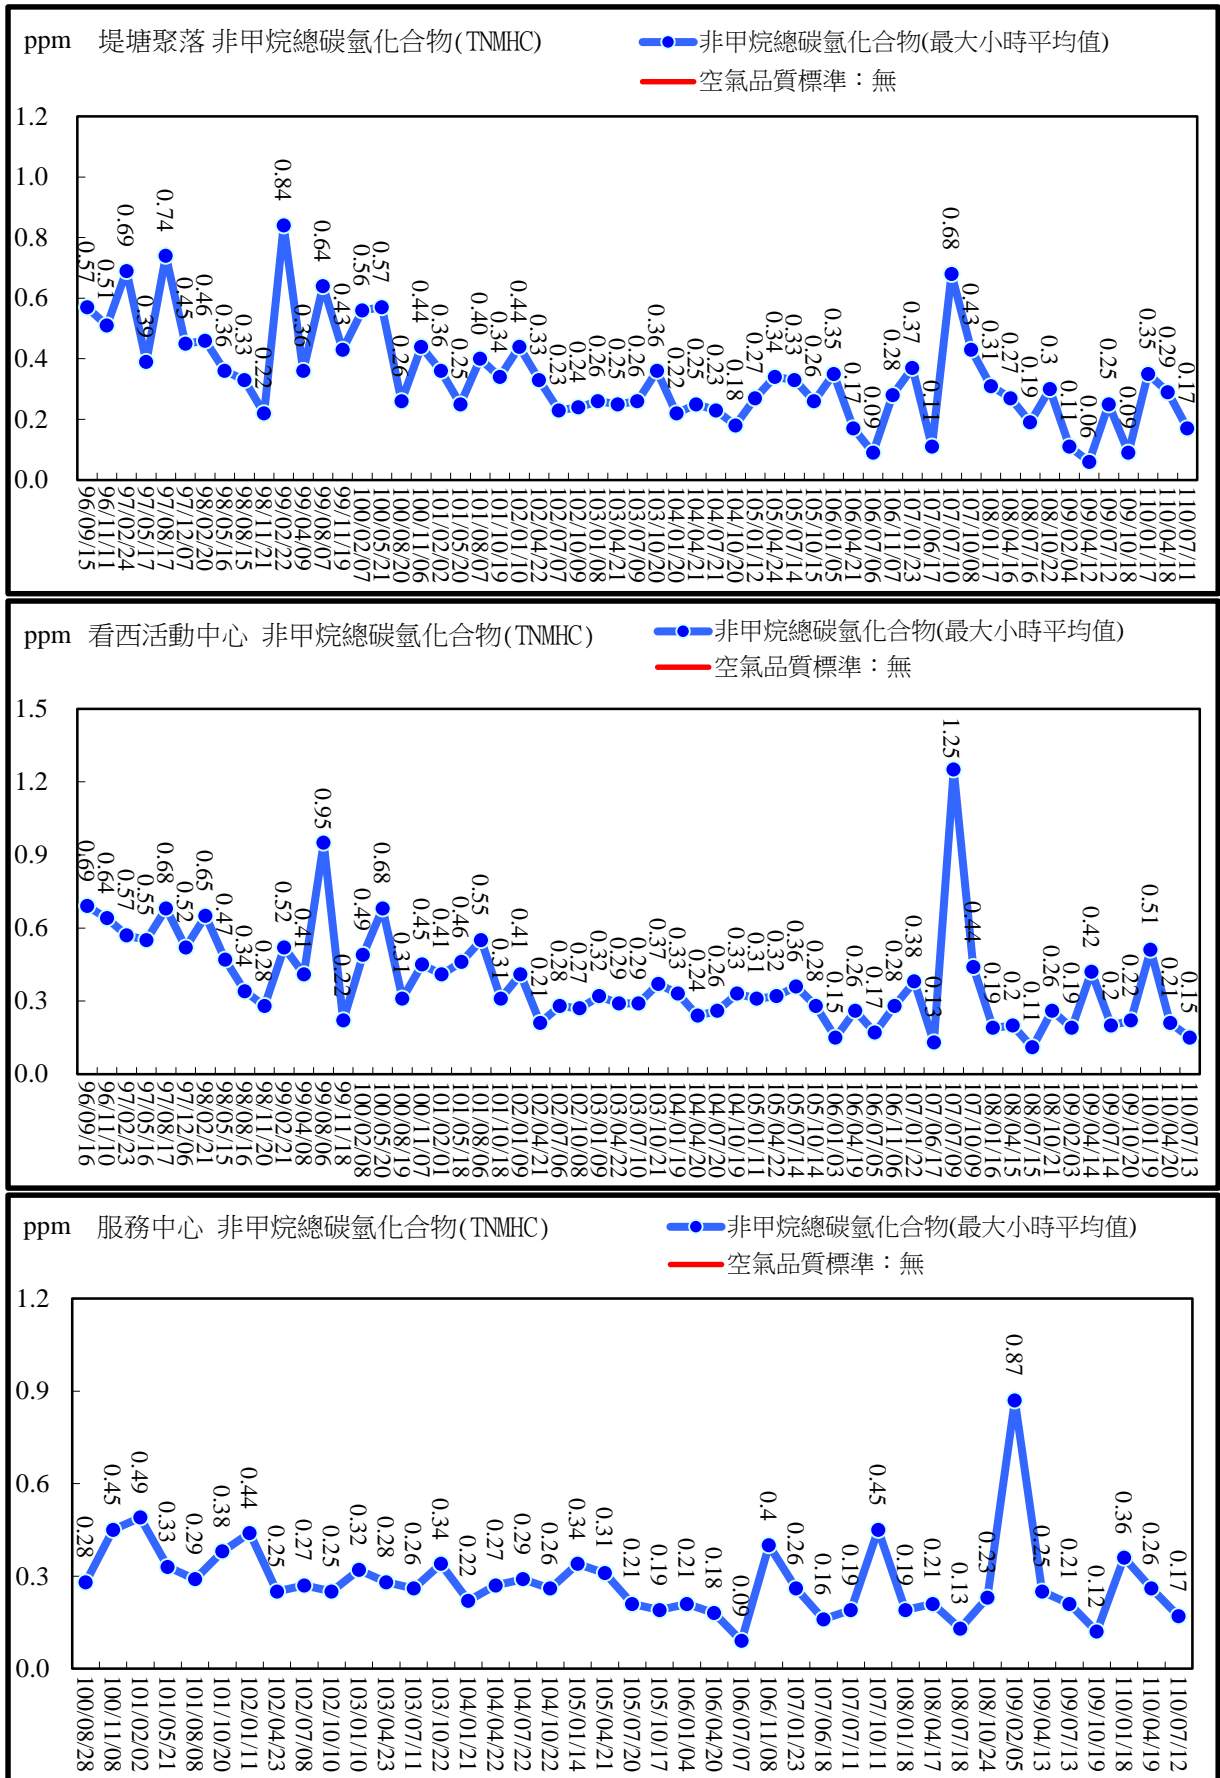 ppm 堤塘聚落 非甲烷總碳氫化合物(TNMHC)
非甲烷總碳氫化合物(最大小時平均值)
空氣品質標準：無
1.2
1.0
0.8
0.6
0.4
0.2
0.0
0.57 0.51 0.69 0.39 0.74 0.45 0.46 0.36 0.33 0.22 0.84 0.36 0.64 0.43 0.56 0.57 0.26 0.44 0.36 0.25 0.40 0.34 0.44 0.33 0.23 0.24 0.26 0.25 0.26 0.36 0.22 0.25 0.23 0.18 0.27 0.34 0.33 0.26 0.35 0.17 0.09 0.28 0.37 0.11 0.68 0.43 0.31 0.27 0.19 0.3 0.11 0.06 0.25 0.09 0.35 0.29 0.17
96/09/15 96/11/11 97/02/24 97/05/17 97/08/17 97/12/07 98/02/20 98/05/16 98/08/15 98/11/21 99/02/22 99/04/09 99/08/07 99/11/19 100/02/07 100/05/21 100/08/20 100/11/06 101/02/02 101/05/20 101/08/07 101/10/19 102/01/10 102/04/22 102/07/07 102/10/09 103/01/08 103/04/21 103/07/09 103/10/20 104/01/20 104/04/21 104/07/21 104/10/20 105/01/12 105/04/24 105/07/14 105/10/15 106/01/05 106/04/21 106/07/06 106/11/07 107/01/23 107/06/17 107/07/10 107/10/08 108/01/17 108/04/16 108/07/16 108/10/22 109/02/04 109/04/12 109/07/12 109/10/18 110/01/17 110/04/18 110/07/11
ppm 看西活動中心 非甲烷總碳氫化合物(TNMHC)
非甲烷總碳氫化合物(最大小時平均值)
空氣品質標準：無
1.5
1.2
0.9
0.6
0.3
0.0
0.69 0.64 0.57 0.55 0.68 0.52 0.65 0.47 0.34 0.28 0.52 0.41 0.95 0.22 0.49 0.68 0.31 0.45 0.41 0.46 0.55 0.31 0.41 0.21 0.28 0.27 0.32 0.29 0.29 0.37 0.33 0.24 0.26 0.33 0.31 0.32 0.36 0.28 0.15 0.26 0.17 0.28 0.38 0.13 1.25 0.44 0.19 0.2 0.11 0.26 0.19 0.42 0.2 0.22 0.51 0.21 0.15
96/09/16 96/11/10 97/02/23 97/05/16 97/08/17 97/12/06 98/02/21 98/05/15 98/08/16 98/11/20 99/02/21 99/04/08 99/08/06 99/11/18 100/02/08 100/05/20 100/08/19 100/11/07 101/02/01 101/05/18 101/08/06 101/10/18 102/01/09 102/04/21 102/07/06 102/10/08 103/01/09 103/04/22 103/07/10 103/10/21 104/01/19 104/04/20 104/07/20 104/10/19 105/01/11 105/04/22 105/07/14 105/10/14 106/01/03 106/04/19 106/07/05 106/11/06 107/01/22 107/06/17 107/07/09 107/10/09 108/01/16 108/04/15 108/07/15 108/10/21 109/02/03 109/04/14 109/07/14 109/10/20 110/01/19 110/04/20 110/07/13
ppm 服務中心 非甲烷總碳氫化合物(TNMHC)
非甲烷總碳氫化合物(最大小時平均值)
空氣品質標準：無
1.2
0.9
0.6
0.3
0.0
0.28 0.45 0.49 0.33 0.29 0.38 0.44 0.25 0.27 0.25 0.32 0.28 0.26 0.34 0.22 0.27 0.29 0.26 0.34 0.31 0.21 0.19 0.21 0.18 0.09 0.4 0.26 0.16 0.19 0.45 0.19 0.21 0.13 0.23 0.87 0.25 0.21 0.12 0.36 0.26 0.17
100/08/28 100/11/08 101/02/02 101/05/21 101/08/08 101/10/20 102/01/11 102/04/23 102/07/08 102/10/10 103/01/10 103/04/23 103/07/11 103/10/22 104/01/21 104/04/22 104/07/22 104/10/22 105/01/14 105/04/21 105/07/20 105/10/17 106/01/04 106/04/20 106/07/07 106/11/08 107/01/23 107/06/18 107/07/11 107/10/11 108/01/18 108/04/17 108/07/18 108/10/24 109/02/05 109/04/13 109/07/13 109/10/19 110/01/18 110/04/19 110/07/12